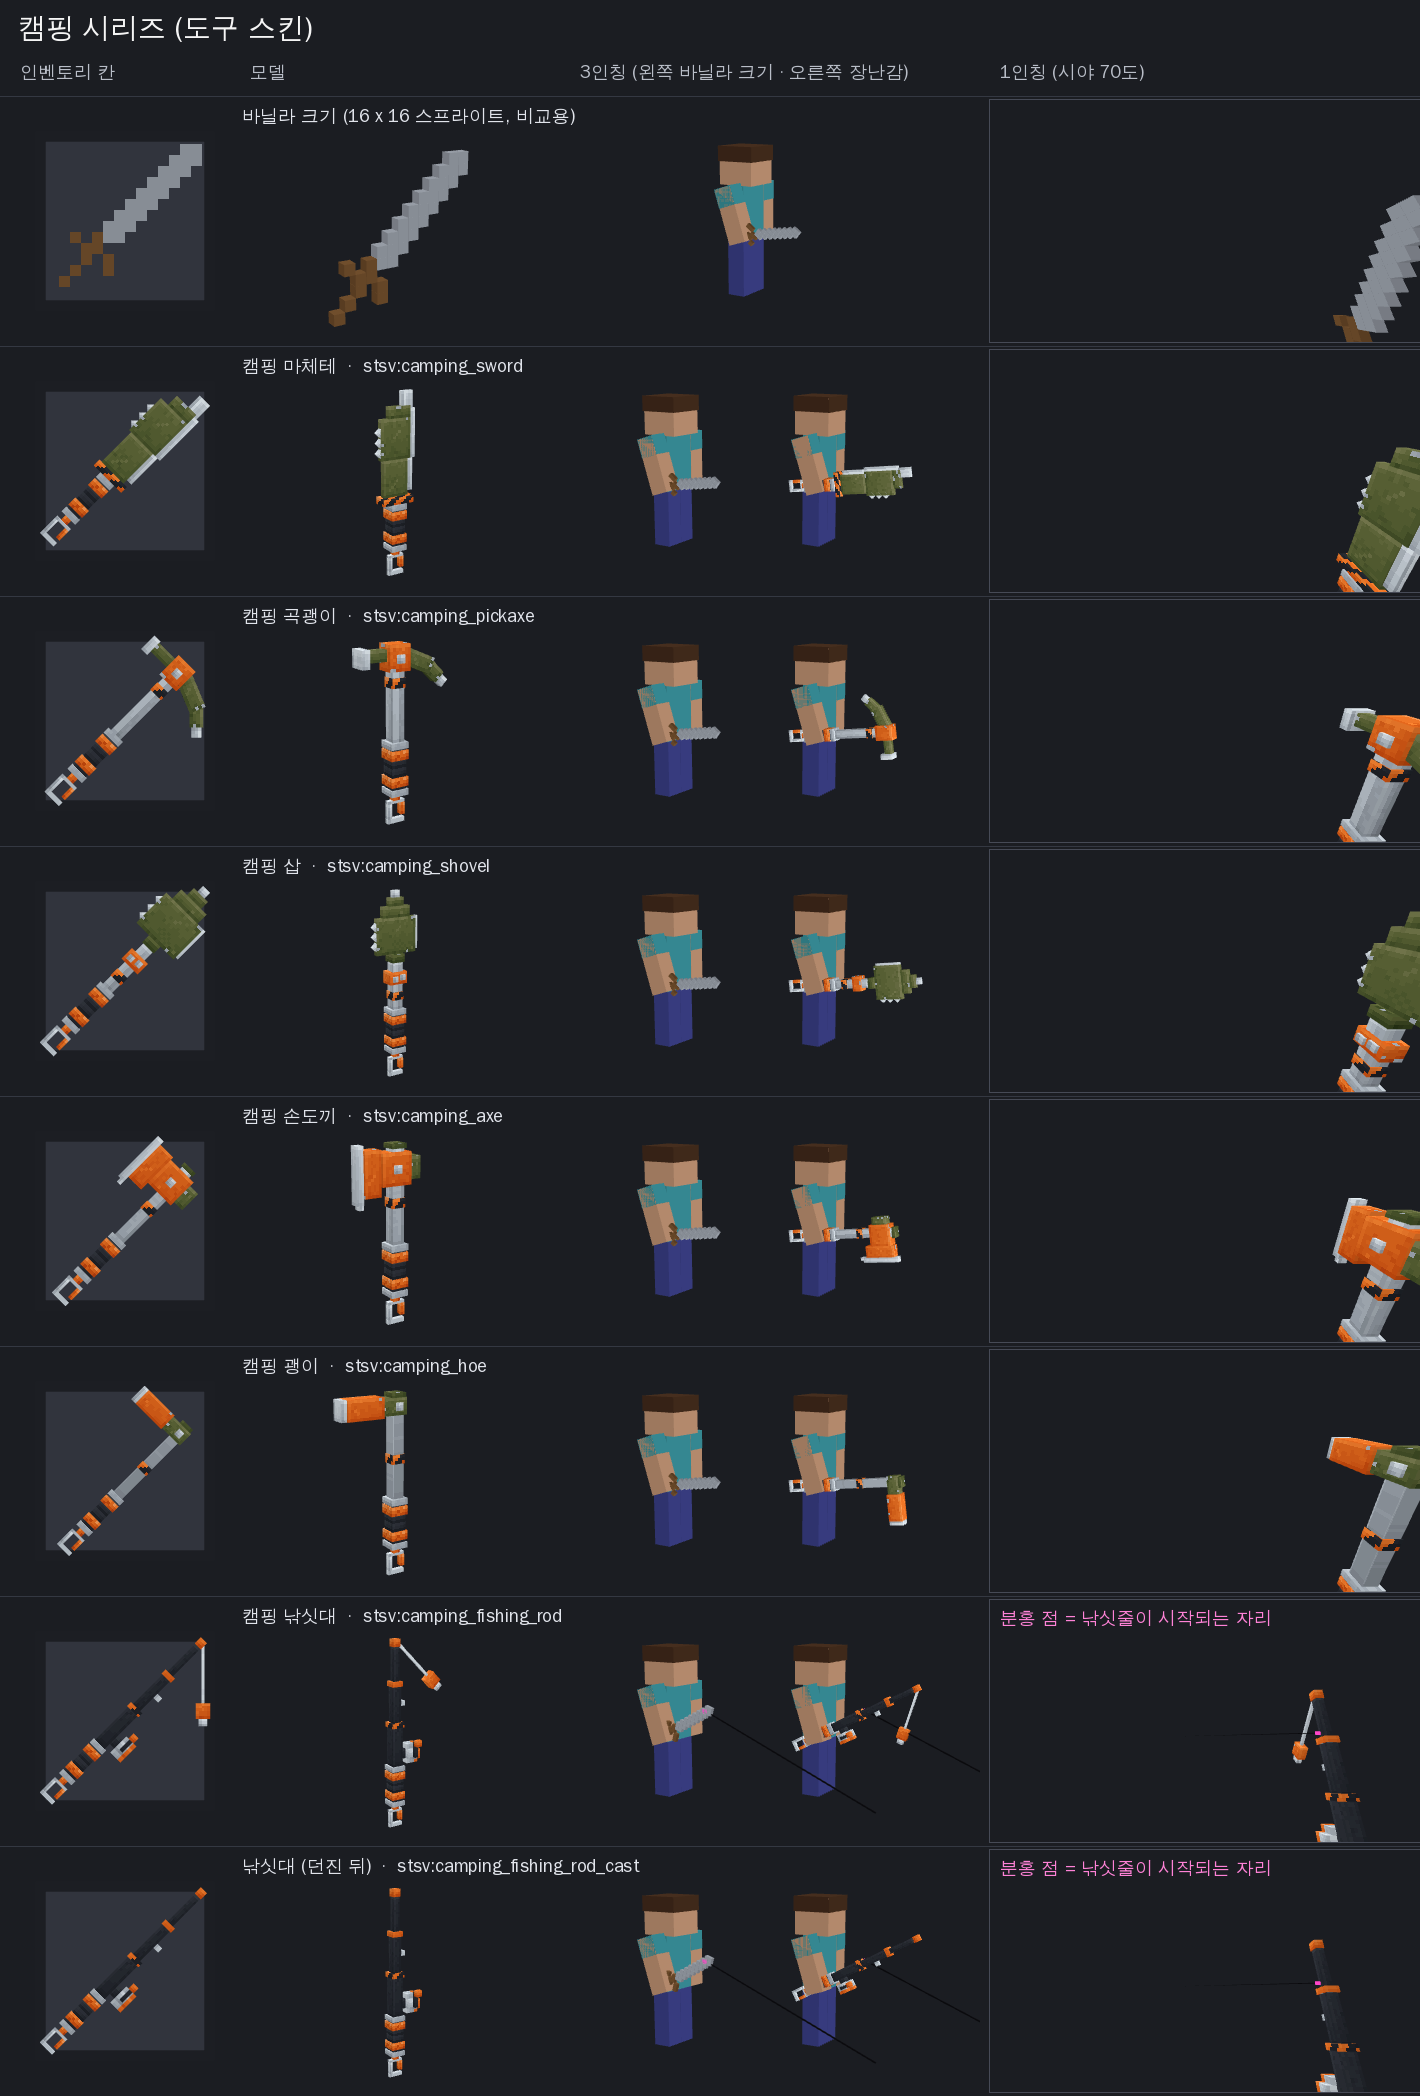 캠핑 시리즈 (도구 스킨)
인벤토리 칸
모델
3인칭 (왼쪽 바닐라 크기 · 오른쪽 장난감)
1인칭 (시야 70도)
바닐라 크기 (16 x 16 스프라이트, 비교용)
캠핑 마체테 · stsv:camping_sword
캠핑 곡괭이 · stsv:camping_pickaxe
캠핑 삽 · stsv:camping_shovel
캠핑 손도끼 · stsv:camping_axe
캠핑 괭이 · stsv:camping_hoe
캠핑 낚싯대 · stsv:camping_fishing_rod
분홍 점 = 낚싯줄이 시작되는 자리
낚싯대 (던진 뒤) · stsv:camping_fishing_rod_cast
분홍 점 = 낚싯줄이 시작되는 자리